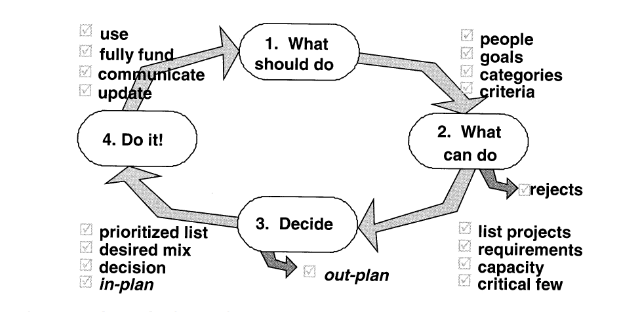 use
fully fund
communicate
update
1. What
should do
people
goals
categories
criteria
4. Do it!
2. What
can do
rejects
3. Decide
prioritized list
desired mix
decision
in-plan
out-plan
list projects
requirements
capacity
critical few